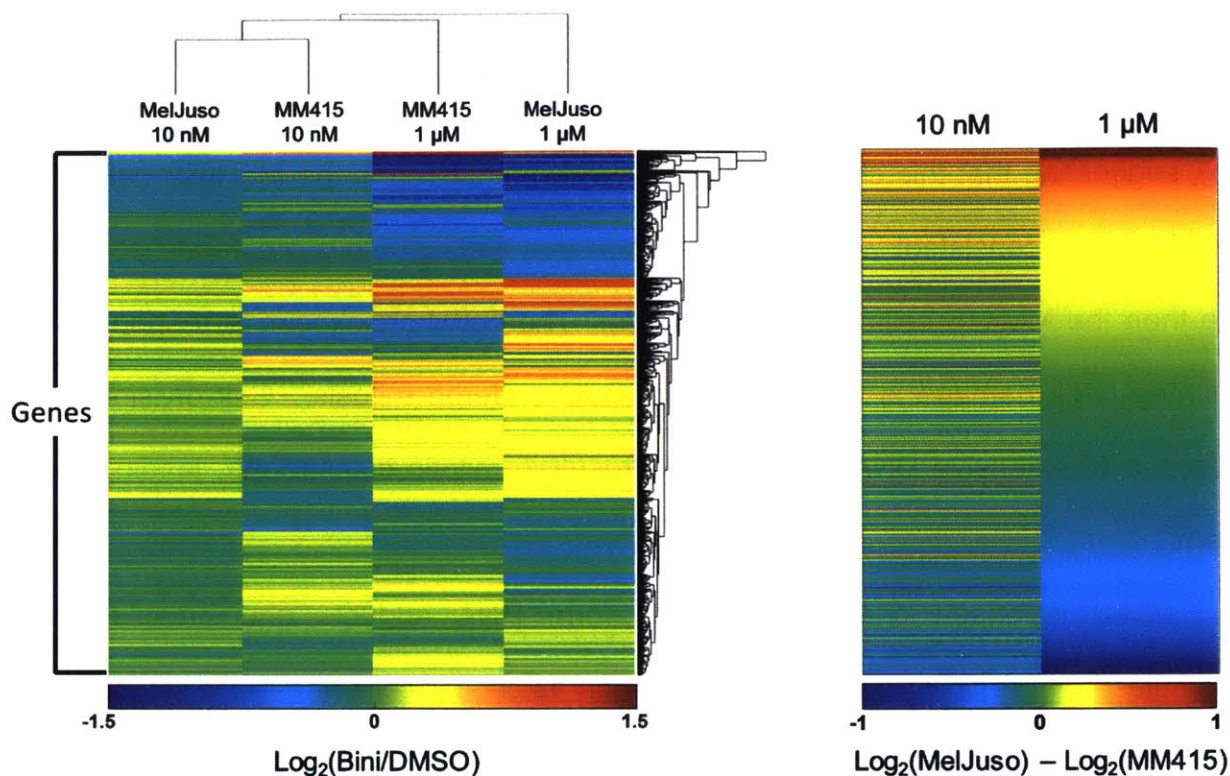 MelJuso MM415 MM415 MelJuso
10 nM 10 nM 1 µM 1 µM
10 nM 1 µM
Genes
-1.5 0 1.5
-1 0 1
Log₂(Bini/DMSO)
Log₂(MelJuso) – Log₂(MM415)